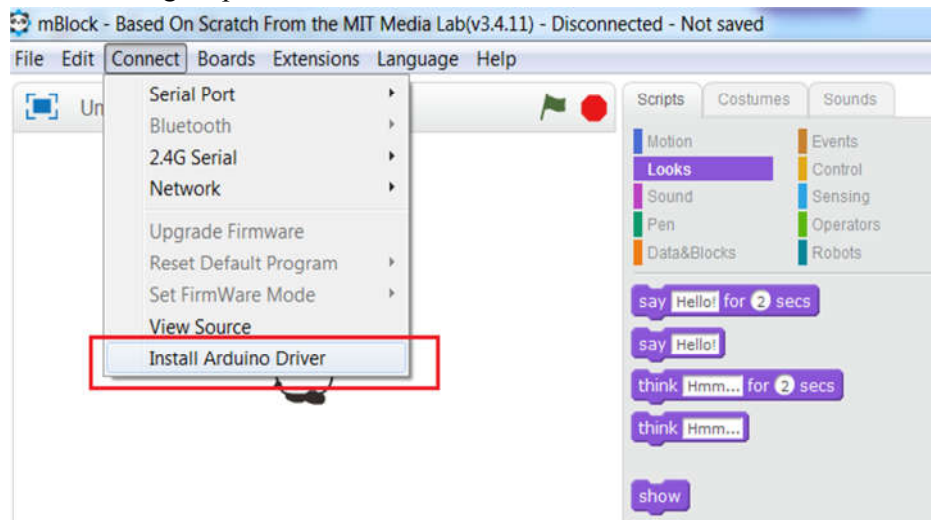 mBlock - Based On Scratch From the MIT Media Lab(v3.4.11) - Disconnected - Not saved
File Edit Connect Boards Extensions Language Help
Un
Serial Port
Bluetooth
2.4G Serial
Network
Upgrade Firmware
Reset Default Program
Set FirmWare Mode
View Source
Install Arduino Driver
Scripts Costumes Sounds
Motion Events
Looks Control
Sound Sensing
Pen Operators
Data&Blocks Robots
say Hello! for 2 secs
say Hello!
think Hmm... for 2 secs
think Hmm...
show